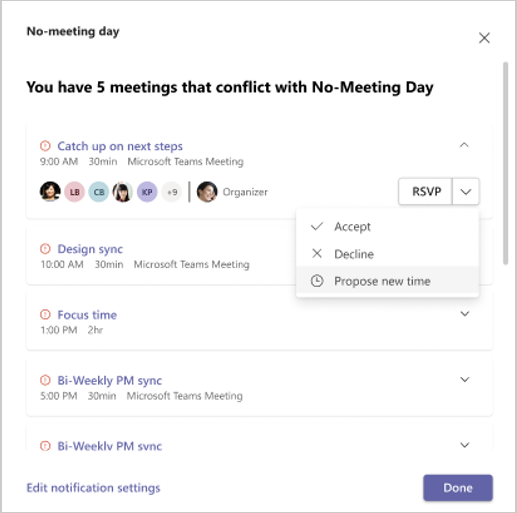 No-meeting day
You have 5 meetings that conflict with No-Meeting Day
Catch up on next steps
9:00 AM 30min Microsoft Teams Meeting
LB CB KP +9 Organizer RSVP
Accept
Decline
Propose new time
Design sync
10:00 AM 30min Microsoft Teams Meeting
Focus time
1:00 PM 2hr
Bi-Weekly PM sync
5:00 PM 30min Microsoft Teams Meeting
Bi-Weekly PM sync
Edit notification settings Done